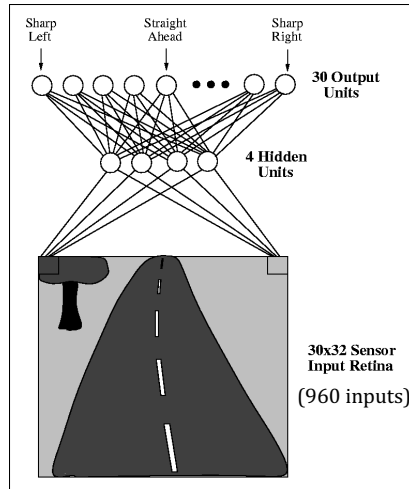 Sharp Left
Straight Ahead
Sharp Right
30 Output
Units
4 Hidden
Units
30x32 Sensor
Input Retina
(960 inputs)